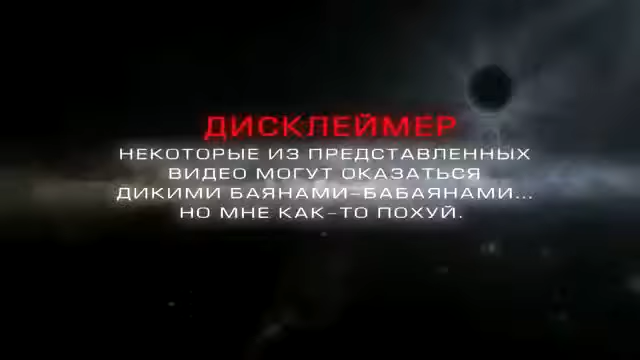 ДИСКЛЕЙМЕР
НЕКОТОРЫЕ ИЗ ПРЕДСТАВЛЕННЫХ
ВИДЕО МОГУТ ОКАЗАТЬСЯ
ДИКИМИ БАЯНАМИ-БАБАЯНАМИ...
НО МНЕ КАК-ТО ПОХУЙ.